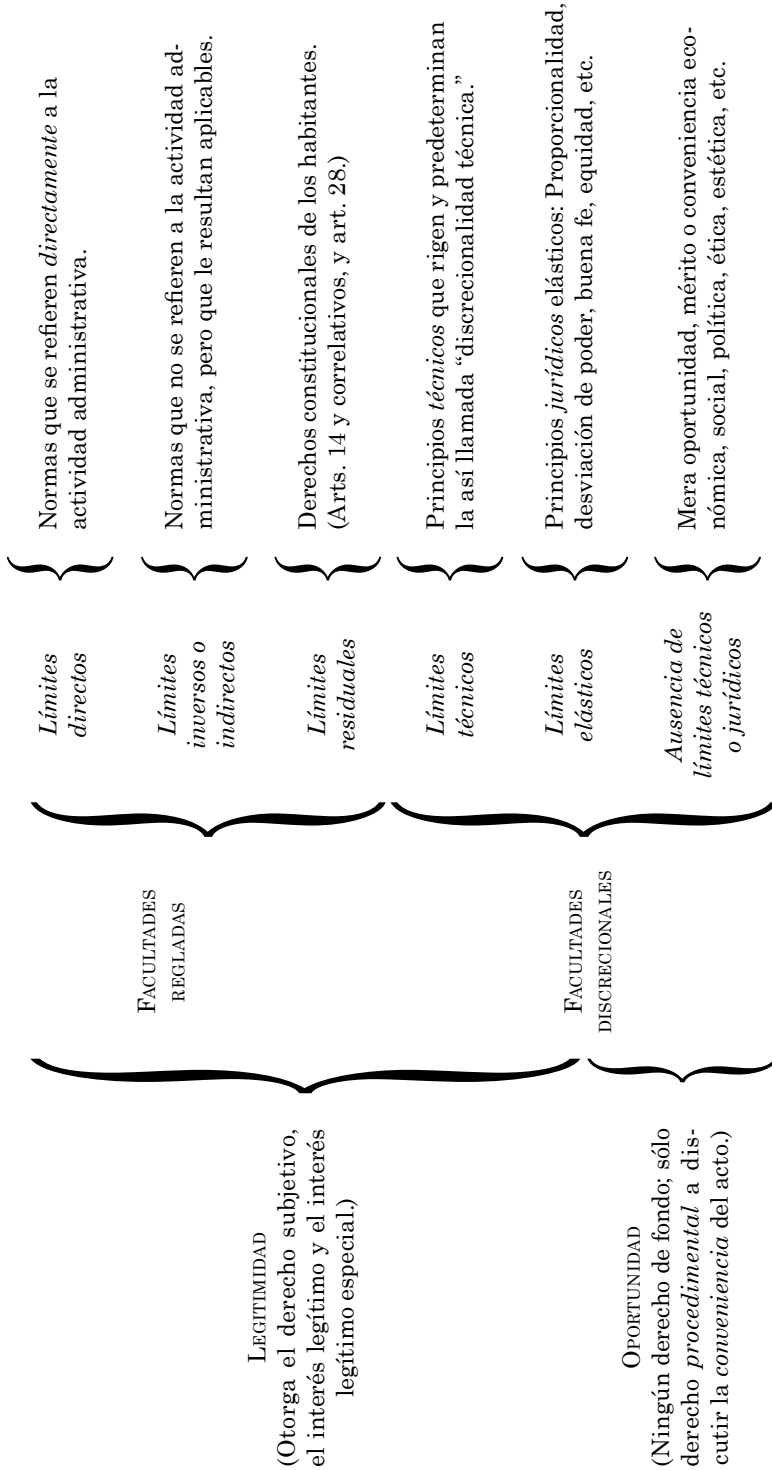 LEGITIMIDAD
(Otorga el derecho subjetivo,
el interés legítimo y el interés
legítimo especial.)
OPORTUNIDAD
(Ningún derecho de fondo; sólo
derecho procedimental a dis-
cutir la conveniencia del acto.)
FACULTADES
REGLADAS
FACULTADES
DISCRECIONALES
Límites
directos
Límites
inversos o
indirectos
Límites
residuales
Límites
técnicos
Límites
elásticos
Ausencia de
límites técnicos
o jurídicos
Normas que se refieren directamente a la
actividad administrativa.
Normas que no se refieren a la actividad ad-
ministrativa, pero que le resultan aplicables.
Derechos constitucionales de los habitantes.
(Arts. 14 y correlativos, y art. 28.)
Principios técnicos que rigen y predeterminan
la así llamada “discrecionalidad técnica.”
Principios jurídicos elásticos: Proporcionalidad,
desviación de poder, buena fe, equidad, etc.
Mera oportunidad, mérito o conveniencia eco-
nómica, social, política, ética, estética, etc.